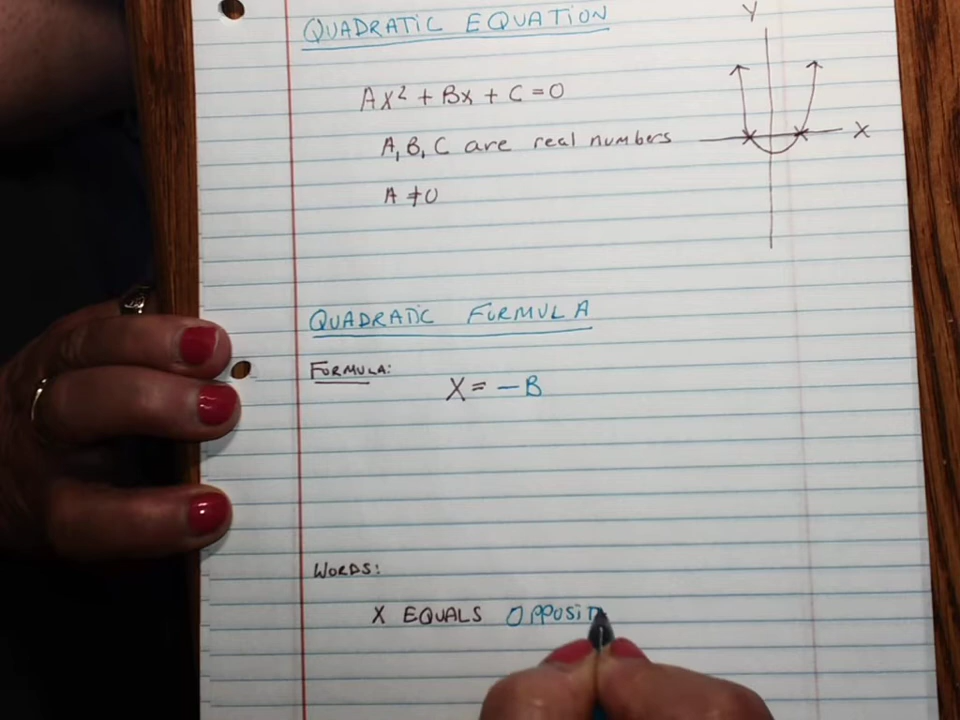 QUADRATIC EQUATION
Y
Ax² + Bx + C = 0
A, B, C are real numbers
X
A ≠ 0
QUADRATIC FORMULA
FORMULA:
X = -B
WORDS:
X EQUALS OPPOSIT